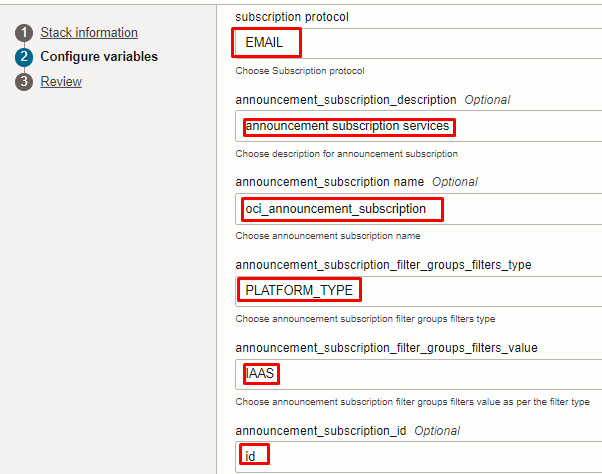 subscription protocol
1 Stack information
EMAIL
2 Configure variables
Choose Subscription protocol
3 Review
announcement_subscription_description Optional
announcement subscription services
Choose description for announcement subscription
announcement_subscription name Optional
oci_announcement_subscription
Choose announcement subscription name
announcement_subscription_filter_groups_filters_type
PLATFORM_TYPE
Choose announcement subscription filter groups filters type
announcement_subscription_filter_groups_filters_value
IAAS
Choose announcement subscription filter groups filters value as per the filter type
announcement_subscription_id Optional
id